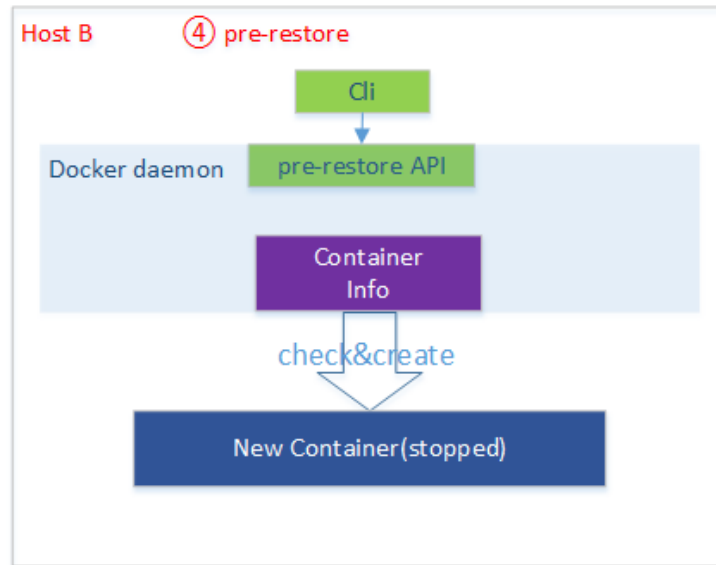 Host B ④ pre-restore
Cli
Docker daemon pre-restore API
Container
Info
check&create
New Container(stopped)